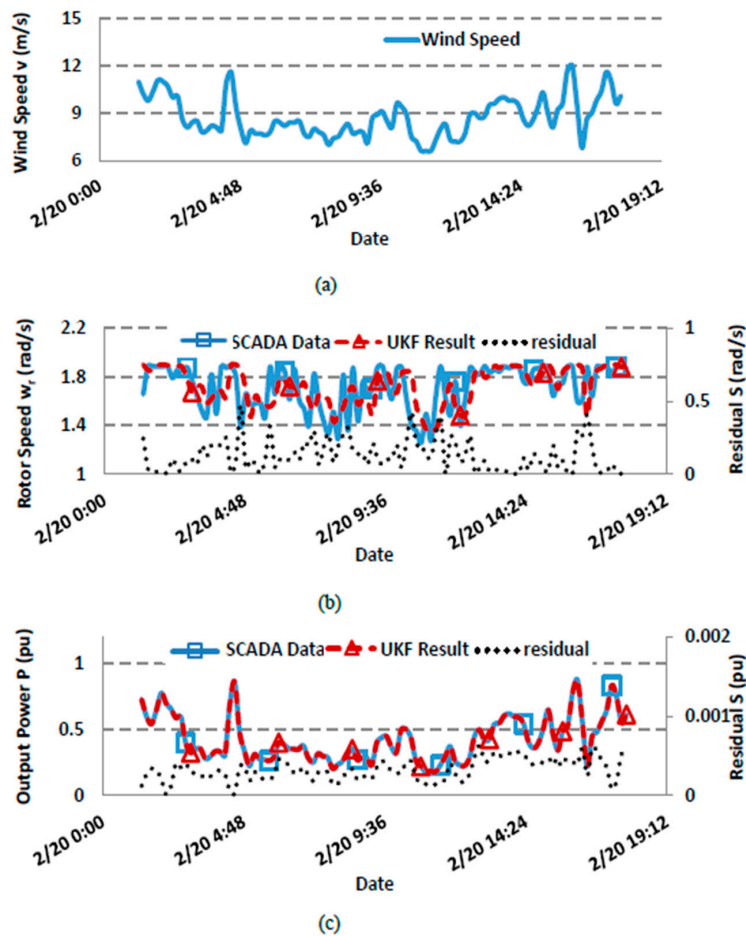 Wind Speed v (m/s)
15
12
9
6
Wind Speed
2/20 0:00
2/20 4:48
2/20 9:36
2/20 14:24
2/20 19:12
Date
(a)
Rotor Speed wr (rad/s)
2.2
1.8
1.4
1
SCADA Data
UKF Result
residual
1
0.5
0
Residual S (rad/s)
2/20 0:00
2/20 4:48
2/20 9:36
2/20 14:24
2/20 19:12
Date
(b)
Output Power P (pu)
1
0.5
0
SCADA Data
UKF Result
residual
0.002
0.001
0
Residual S (pu)
2/20 0:00
2/20 4:48
2/20 9:36
2/20 14:24
2/20 19:12
Date
(c)